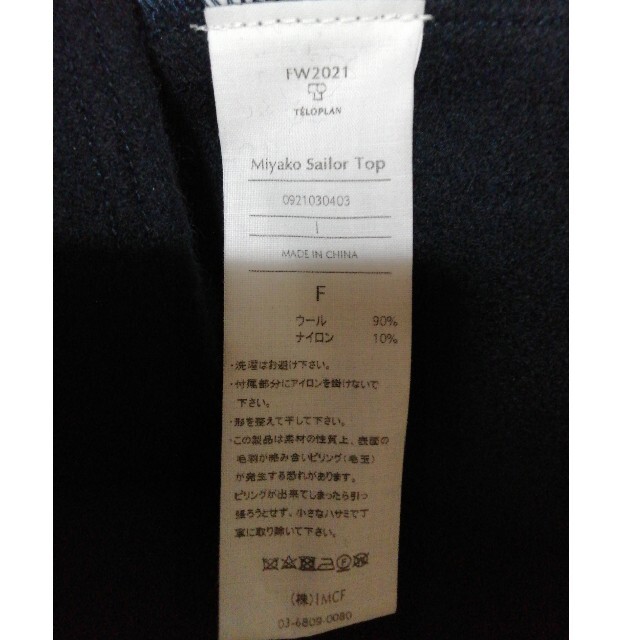 FW2021
TÉLOPLAN
Miyako Sailor Top
0921030403
1
MADE IN CHINA
F
ウール 90%
ナイロン 10%
・洗濯はお避け下さい。
・付属部分にアイロンを掛けないで
下さい。
・形を整えて干して下さい。
・この製品は素材の性質上、表面の
毛羽が絡み合いピリング(毛玉)
が発生する恐れがあります。
ピリングが出来てしまったら引っ
張ろうとせず、小さなハサミで丁
寧に取り除いて下さい。
(株)IMCF
03-6809-0080